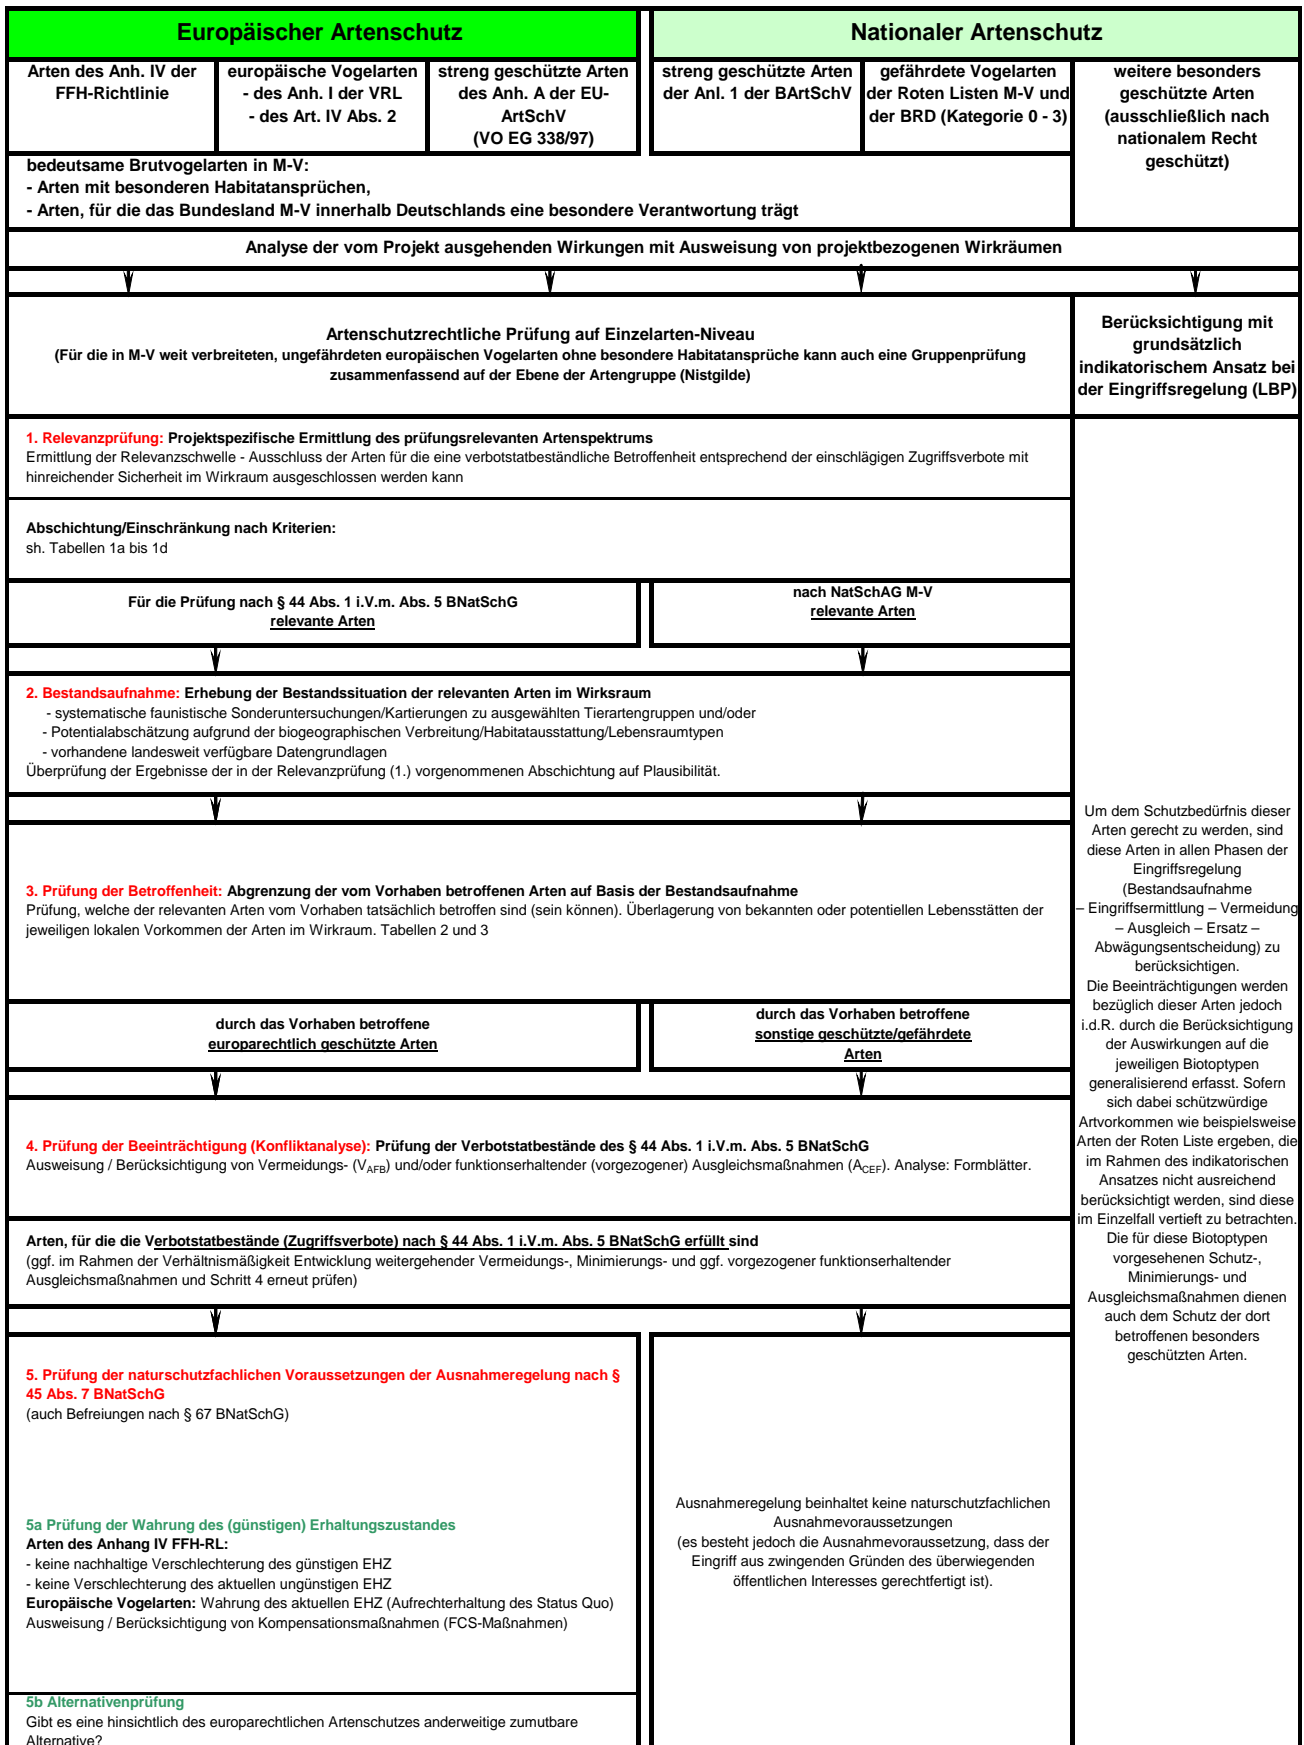 Europäischer Artenschutz
Nationaler Artenschutz
Arten des Anh. IV der
FFH-Richtlinie
europäische Vogelarten
- des Anh. I der VRL
- des Art. IV Abs. 2
streng geschützte Arten
des Anh. A der EU-
ArtSchV
(VO EG 338/97)
streng geschützte Arten
der Anl. 1 der BArtSchV
gefährdete Vogelarten
der Roten Listen M-V und
der BRD (Kategorie 0 - 3)
weitere besonders
geschützte Arten
(ausschließlich nach
nationalem Recht
geschützt)
bedeutsame Brutvogelarten in M-V:
- Arten mit besonderen Habitatansprüchen,
- Arten, für die das Bundesland M-V innerhalb Deutschlands eine besondere Verantwortung trägt
Analyse der vom Projekt ausgehenden Wirkungen mit Ausweisung von projektbezogenen Wirkräumen
Artenschutzrechtliche Prüfung auf Einzelarten-Niveau
(Für die in M-V weit verbreiteten, ungefährdeten europäischen Vogelarten ohne besondere Habitatansprüche kann auch eine Gruppenprüfung
zusammenfassend auf der Ebene der Artengruppe (Nistgilde)
Berücksichtigung mit
grundsätzlich
indikatorischem Ansatz bei
der Eingriffsregelung (LBP)
1. Relevanzprüfung: Projektspezifische Ermittlung des prüfungsrelevanten Artenspektrums
Ermittlung der Relevanzschwelle - Ausschluss der Arten für die eine verbotstatbeständliche Betroffenheit entsprechend der einschlägigen Zugriffsverbote mit
hinreichender Sicherheit im Wirkraum ausgeschlossen werden kann
Abschichtung/Einschränkung nach Kriterien:
sh. Tabellen 1a bis 1d
Für die Prüfung nach § 44 Abs. 1 i.V.m. Abs. 5 BNatSchG
relevante Arten
nach NatSchAG M-V
relevante Arten
2. Bestandsaufnahme: Erhebung der Bestandssituation der relevanten Arten im Wirksraum
- systematische faunistische Sonderuntersuchungen/Kartierungen zu ausgewählten Tierartengruppen und/oder
- Potentialabschätzung aufgrund der biogeographischen Verbreitung/Habitatausstattung/Lebensraumtypen
- vorhandene landesweit verfügbare Datengrundlagen
Überprüfung der Ergebnisse der in der Relevanzprüfung (1.) vorgenommenen Abschichtung auf Plausibilität.
3. Prüfung der Betroffenheit: Abgrenzung der vom Vorhaben betroffenen Arten auf Basis der Bestandsaufnahme
Prüfung, welche der relevanten Arten vom Vorhaben tatsächlich betroffen sind (sein können). Überlagerung von bekannten oder potentiellen Lebensstätten der
jeweiligen lokalen Vorkommen der Arten im Wirkraum. Tabellen 2 und 3
durch das Vorhaben betroffene
europarechtlich geschützte Arten
durch das Vorhaben betroffene
sonstige geschützte/gefährdete
Arten
4. Prüfung der Beeinträchtigung (Konfliktanalyse): Prüfung der Verbotstatbestände des § 44 Abs. 1 i.V.m. Abs. 5 BNatSchG
Ausweisung / Berücksichtigung von Vermeidungs- (VAFB) und/oder funktionserhaltender (vorgezogener) Ausgleichsmaßnahmen (ACEF). Analyse: Formblätter.
Arten, für die die Verbotstatbestände (Zugriffsverbote) nach § 44 Abs. 1 i.V.m. Abs. 5 BNatSchG erfüllt sind
(ggf. im Rahmen der Verhältnismäßigkeit Entwicklung weitergehender Vermeidungs-, Minimierungs- und ggf. vorgezogener funktionserhaltender
Ausgleichsmaßnahmen und Schritt 4 erneut prüfen)
5. Prüfung der naturschutzfachlichen Voraussetzungen der Ausnahmeregelung nach §
45 Abs. 7 BNatSchG
(auch Befreiungen nach § 67 BNatSchG)
5a Prüfung der Wahrung des (günstigen) Erhaltungszustandes
Arten des Anhang IV FFH-RL:
- keine nachhaltige Verschlechterung des günstigen EHZ
- keine Verschlechterung des aktuellen ungünstigen EHZ
Europäische Vogelarten: Wahrung des aktuellen EHZ (Aufrechterhaltung des Status Quo)
Ausweisung / Berücksichtigung von Kompensationsmaßnahmen (FCS-Maßnahmen)
5b Alternativenprüfung
Gibt es eine hinsichtlich des europarechtlichen Artenschutzes anderweitige zumutbare
Alternative?
Ausnahmeregelung beinhaltet keine naturschutzfachlichen
Ausnahmevoraussetzungen
(es besteht jedoch die Ausnahmevoraussetzung, dass der
Eingriff aus zwingenden Gründen des überwiegenden
öffentlichen Interesses gerechtfertigt ist).
Um dem Schutzbedürfnis dieser
Arten gerecht zu werden, sind
diese Arten in allen Phasen der
Eingriffsregelung
(Bestandsaufnahme
– Eingriffsermittlung – Vermeidung
– Ausgleich – Ersatz –
Abwägungsentscheidung) zu
berücksichtigen.
Die Beeinträchtigungen werden
bezüglich dieser Arten jedoch
i.d.R. durch die Berücksichtigung
der Auswirkungen auf die
jeweiligen Biotoptypen
generalisierend erfasst. Sofern
sich dabei schützwürdige
Artvorkommen wie beispielsweise
Arten der Roten Liste ergeben, die
im Rahmen des indikatorischen
Ansatzes nicht ausreichend
berücksichtigt werden, sind diese
im Einzelfall vertieft zu betrachten.
Die für diese Biotoptypen
vorgesehenen Schutz-,
Minimierungs- und
Ausgleichsmaßnahmen dienen
auch dem Schutz der dort
betroffenen besonders
geschützten Arten.